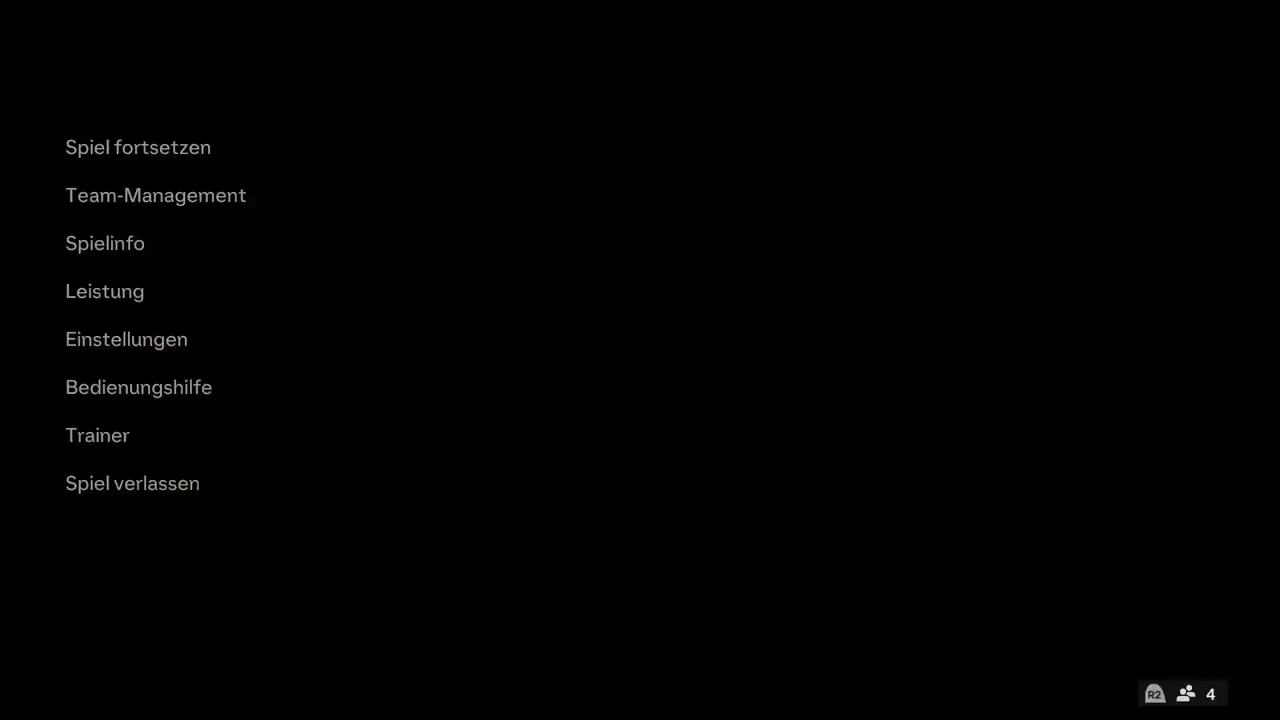 Spiel fortsetzen
Team-Management
Spielinfo
Leistung
Einstellungen
Bedienungshilfe
Trainer
Spiel verlassen
R2 4